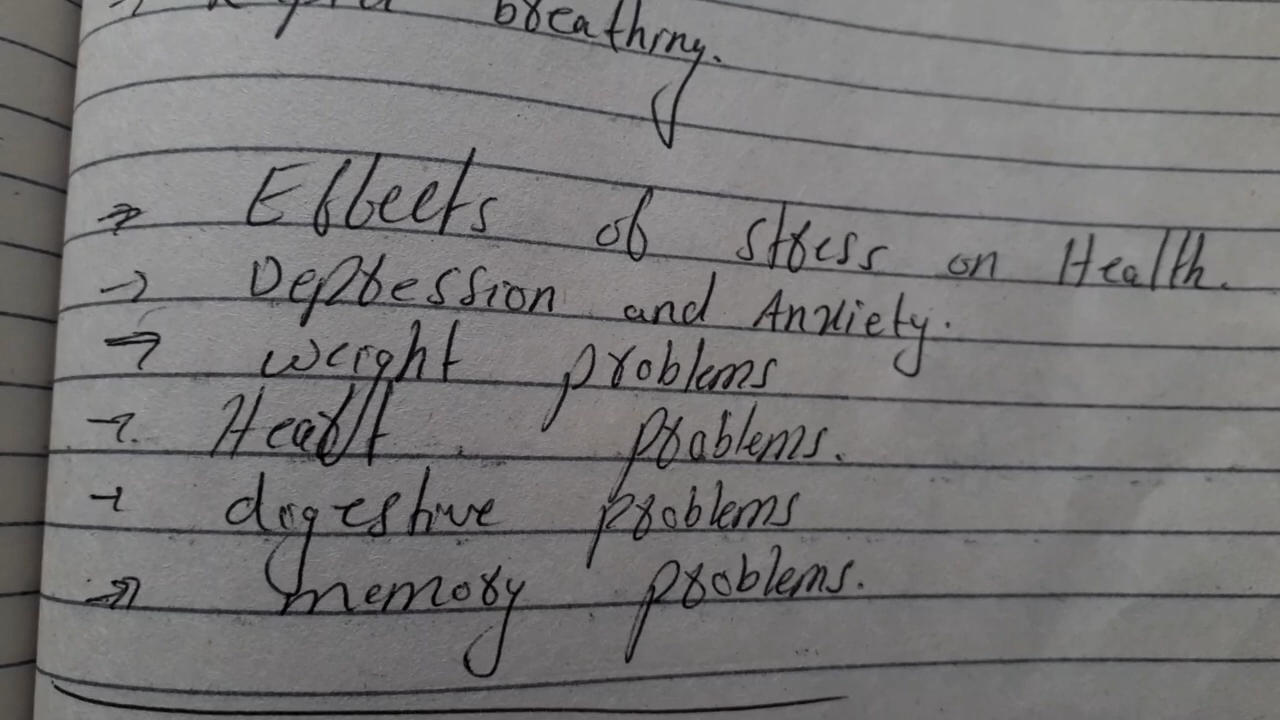 breathing.
⇒ Effects of stress on Health.
→ Depression and Anxiety.
⇒ weight problems
→ Heart problems.
→ digestive problems
⇒ memory problems.